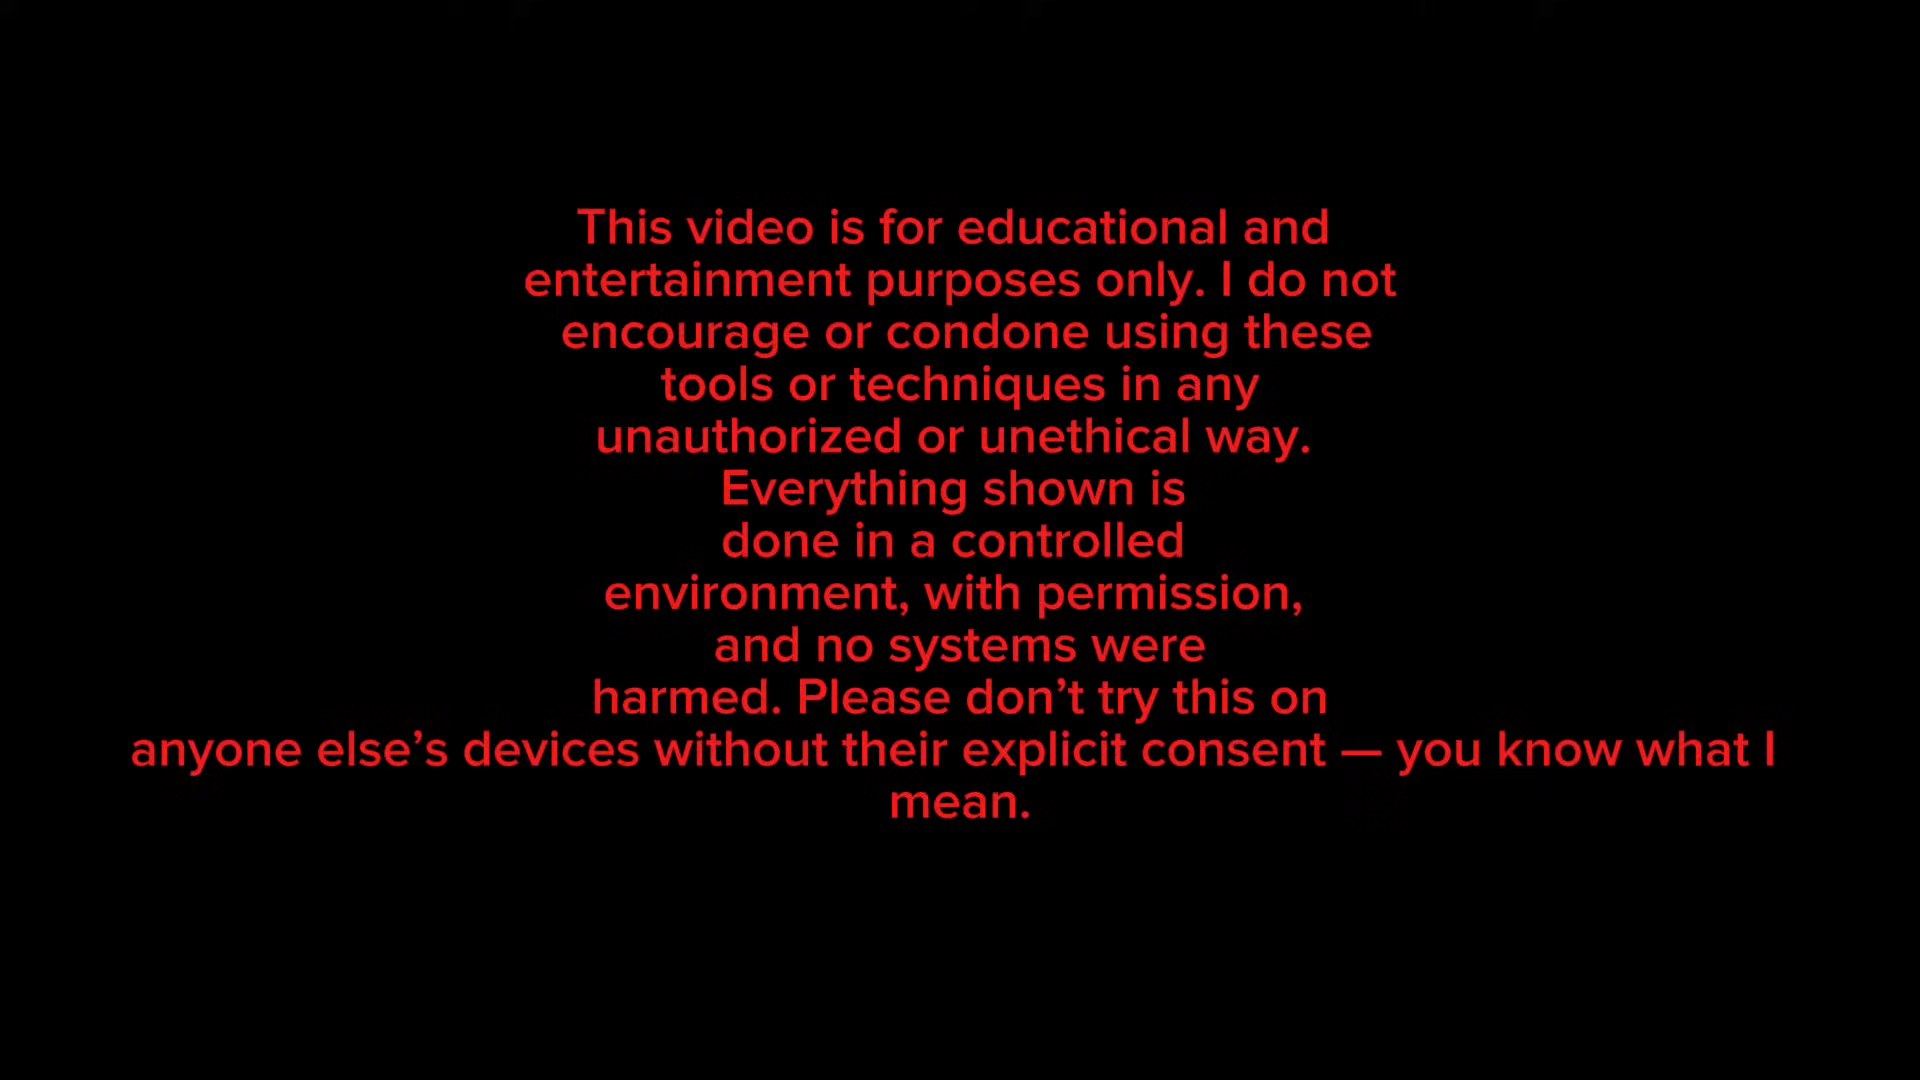 This video is for educational and
entertainment purposes only. I do not
encourage or condone using these
tools or techniques in any
unauthorized or unethical way.
Everything shown is
done in a controlled
environment, with permission,
and no systems were
harmed. Please don’t try this on
anyone else’s devices without their explicit consent — you know what I
mean.